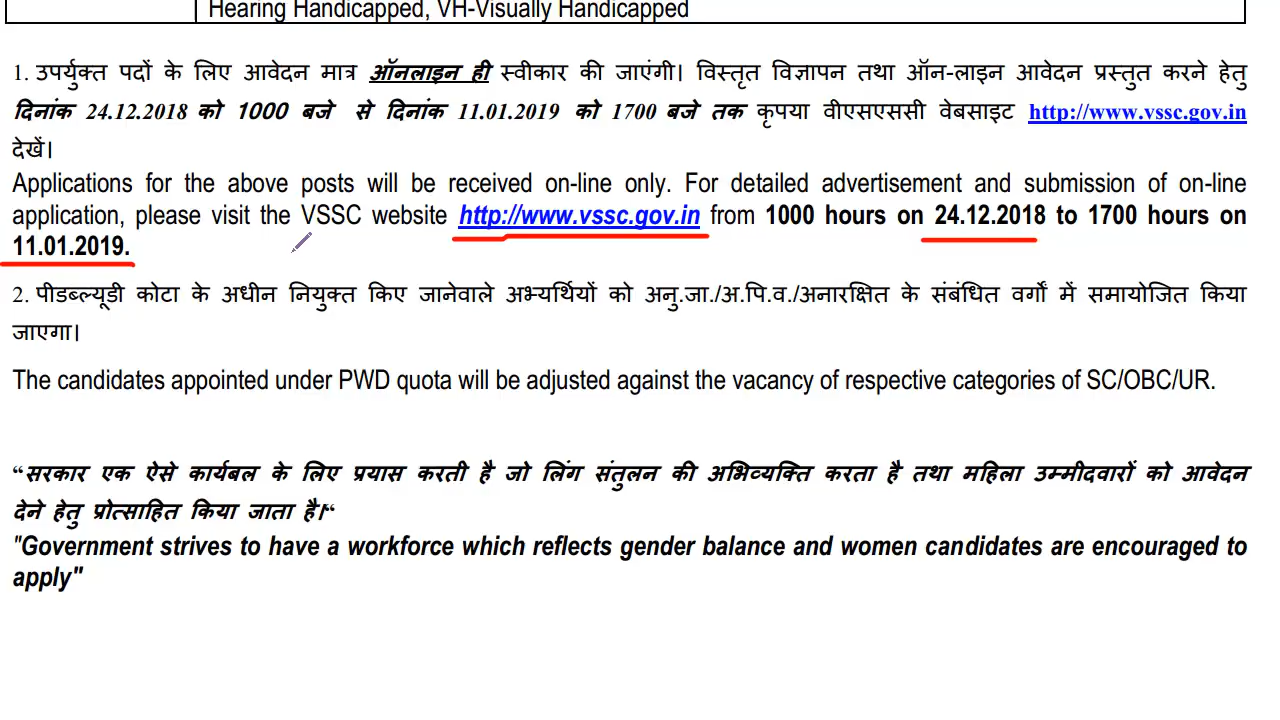 Hearing Handicapped, VH-Visually Handicapped
1. उपर्युक्त पदों के लिए आवेदन मात्र ऑनलाइन ही स्वीकार की जाएंगी। विस्तृत विज्ञापन तथा ऑन-लाइन आवेदन प्रस्तुत करने हेतु
दिनांक 24.12.2018 को 1000 बजे से दिनांक 11.01.2019 को 1700 बजे तक कृपया वीएसएससी वेबसाइट http://www.vssc.gov.in
देखें।
Applications for the above posts will be received on-line only. For detailed advertisement and submission of on-line
application, please visit the VSSC website http://www.vssc.gov.in from 1000 hours on 24.12.2018 to 1700 hours on
11.01.2019.
2. पीडब्ल्यूडी कोटा के अधीन नियुक्त किए जानेवाले अभ्यर्थियों को अनु.जा./अ.पि.व./अनारक्षित के संबंधित वर्गों में समायोजित किया
जाएगा।
The candidates appointed under PWD quota will be adjusted against the vacancy of respective categories of SC/OBC/UR.
“सरकार एक ऐसे कार्यबल के लिए प्रयास करती है जो लिंग संतुलन की अभिव्यक्ति करता है तथा महिला उम्मीदवारों को आवेदन
देने हेतु प्रोत्साहित किया जाता है।“
"Government strives to have a workforce which reflects gender balance and women candidates are encouraged to
apply"